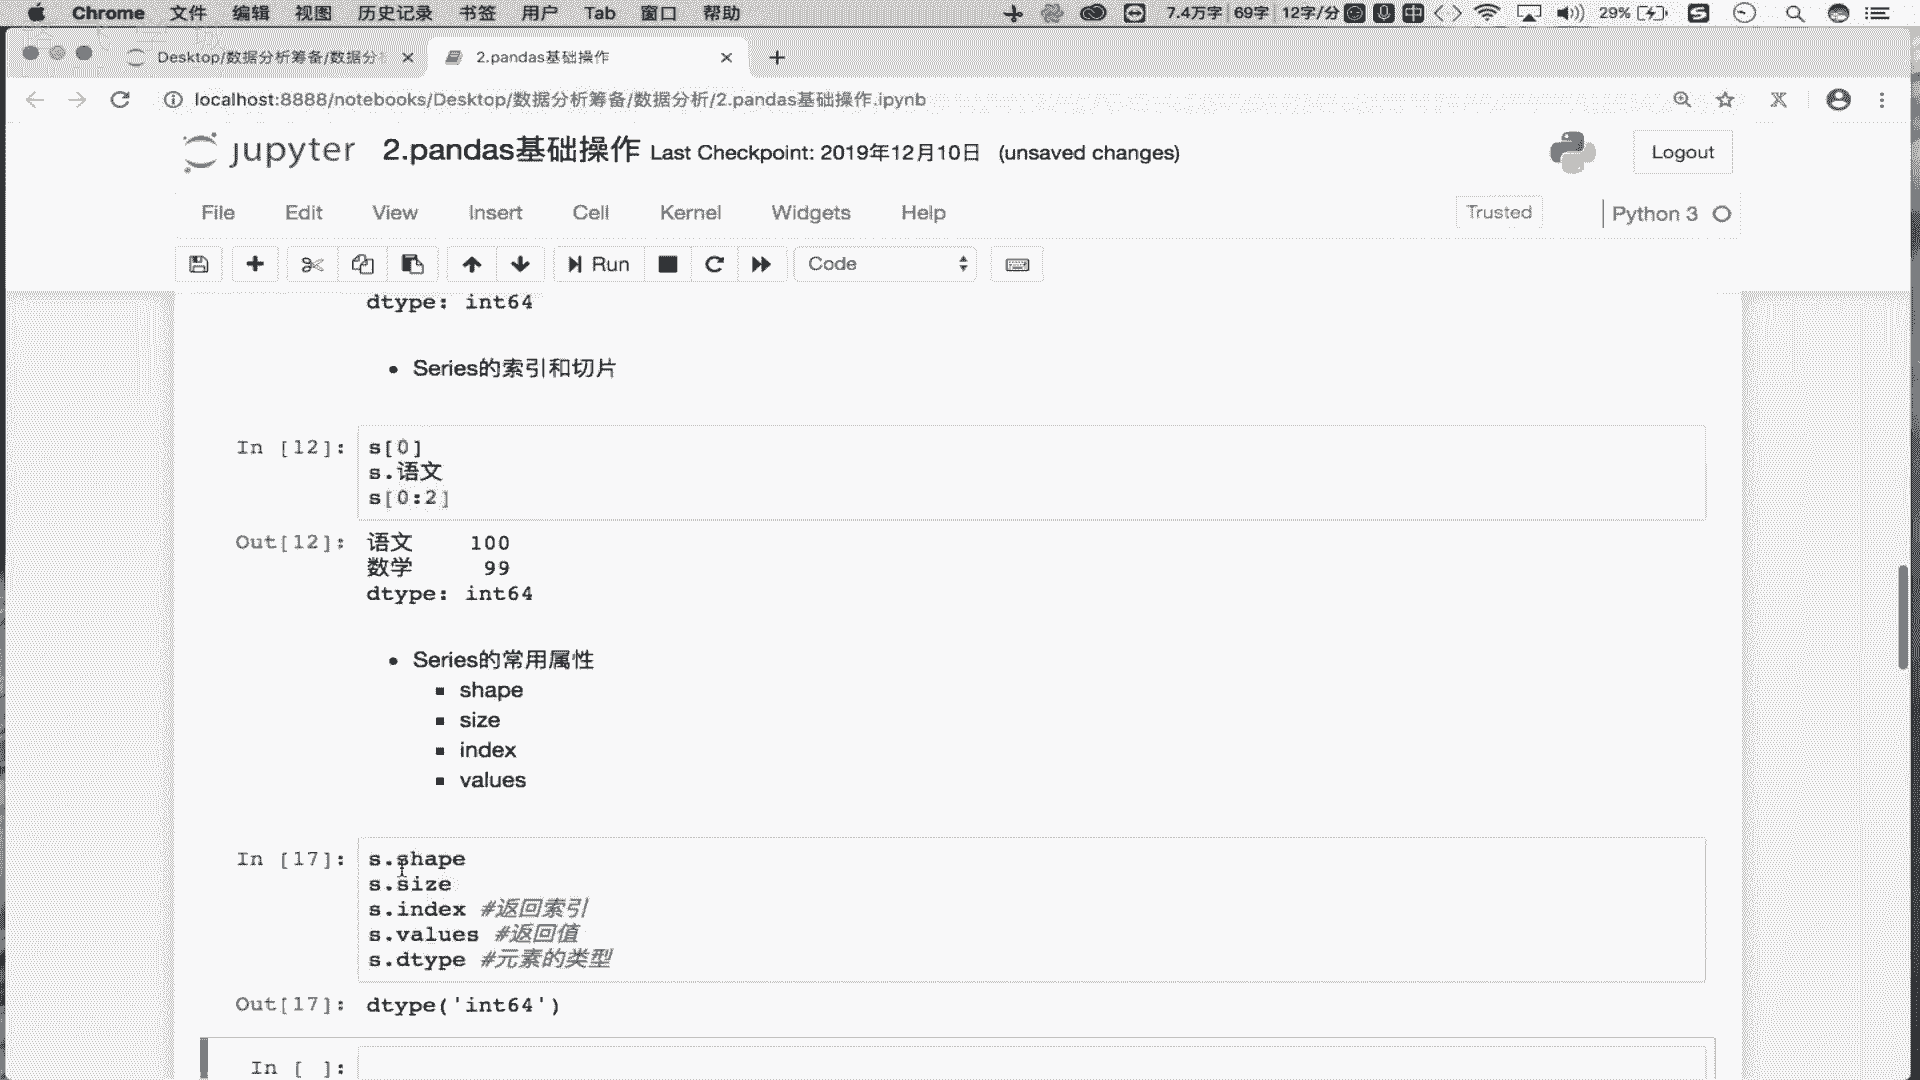 Chrome 文件 编辑 视图 历史记录 书签 用户 Tab 窗口 帮助 7.4万字 69字 12字/分 中 29%
Desktop/数据分析筹备/数据分 2.pandas基础操作
localhost:8888/notebooks/Desktop/数据分析筹备/数据分析/2.pandas基础操作.ipynb
jupyter 2.pandas基础操作 Last Checkpoint: 2019年12月10日 (unsaved changes) Logout
File Edit View Insert Cell Kernel Widgets Help Trusted Python 3
Run Code
dtype: int64
Series的索引和切片
In [12]: s[0]
s.语文
s[0:2]
Out[12]: 语文 100
数学 99
dtype: int64
Series的常用属性
shape
size
index
values
In [17]: s.shape
s.size
s.index #返回索引
s.values #返回值
s.dtype #元素的类型
Out[17]: dtype('int64')
In [ ]: